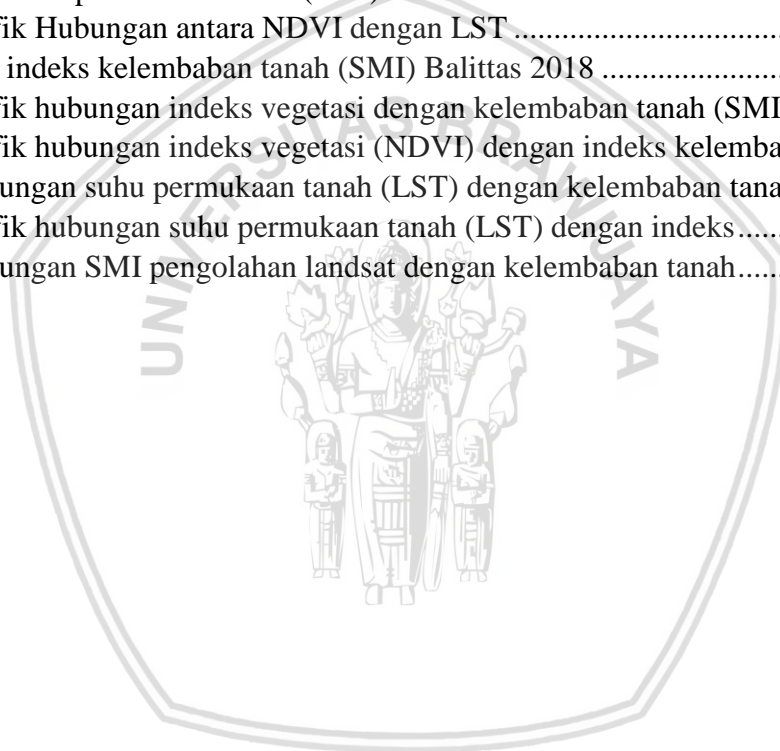 fik Hubungan antara NDVI dengan LST ..............................
indeks kelembaban tanah (SMI) Balittas 2018 .....................
fik hubungan indeks vegetasi dengan kelembaban tanah (SMI
fik hubungan indeks vegetasi (NDVI) dengan indeks kelemba
ungan suhu permukaan tanah (LST) dengan kelembaban tana
fik hubungan suhu permukaan tanah (LST) dengan indeks......
ungan SMI pengolahan landsat dengan kelembaban tanah......
UNIVERSITAS BRAWIJAYA